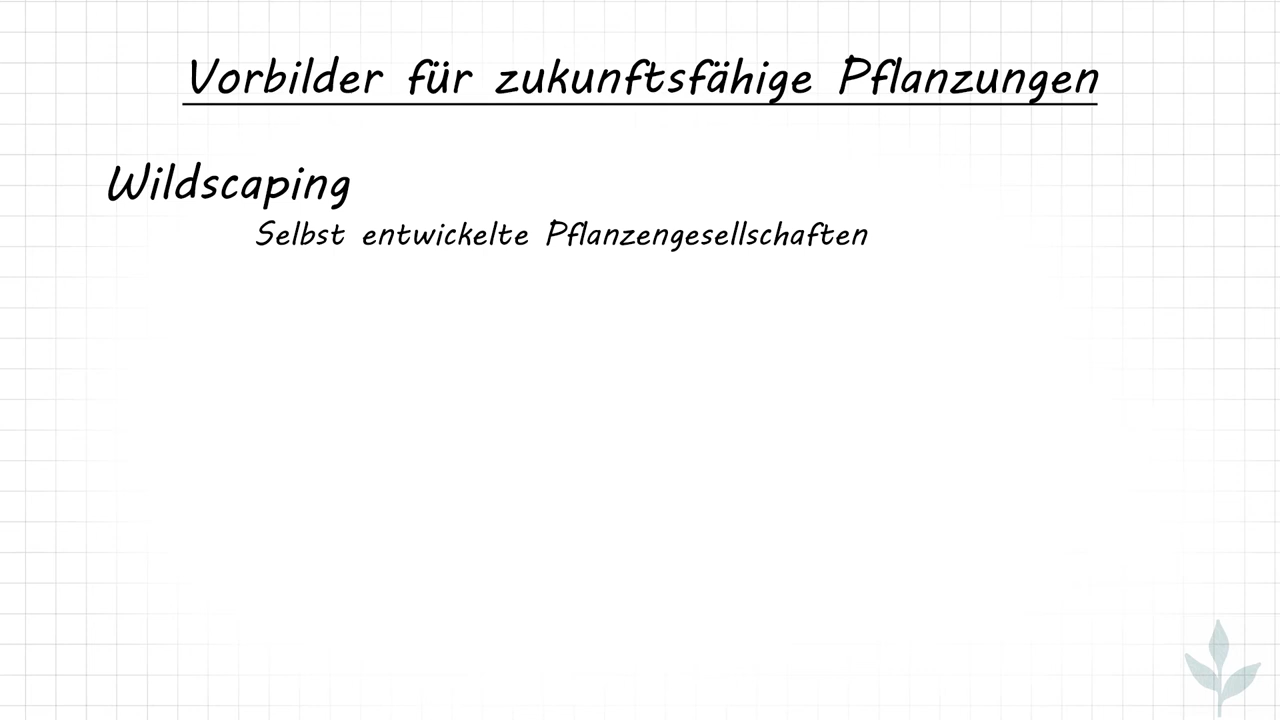 Vorbilder für zukunftsfähige Pflanzungen
Wildscaping
Selbst entwickelte Pflanzengesellschaften